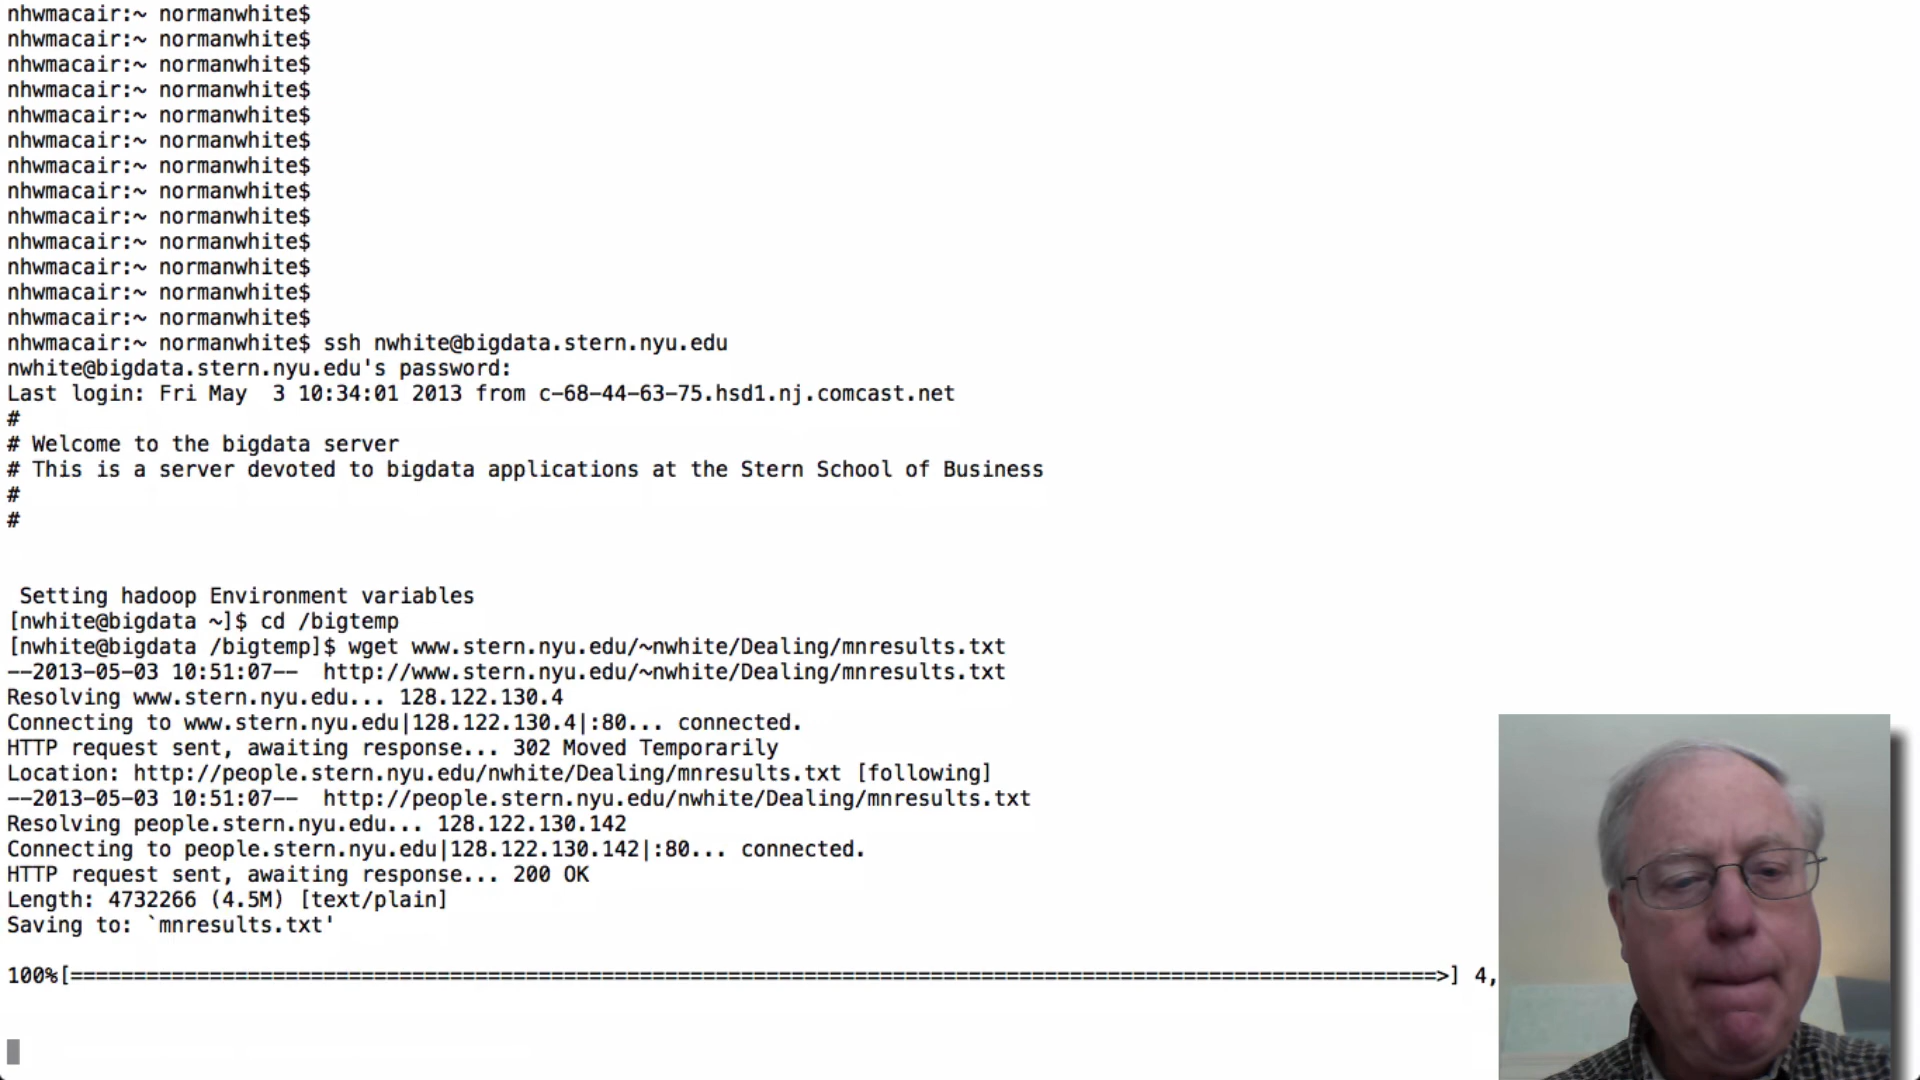 nhwmacair:~ normanwhite$
nhwmacair:~ normanwhite$
nhwmacair:~ normanwhite$
nhwmacair:~ normanwhite$
nhwmacair:~ normanwhite$
nhwmacair:~ normanwhite$
nhwmacair:~ normanwhite$
nhwmacair:~ normanwhite$
nhwmacair:~ normanwhite$
nhwmacair:~ normanwhite$
nhwmacair:~ normanwhite$
nhwmacair:~ normanwhite$
nhwmacair:~ normanwhite$
nhwmacair:~ normanwhite$ ssh nwhite@bigdata.stern.nyu.edu
nwhite@bigdata.stern.nyu.edu's password:
Last login: Fri May  3 10:34:01 2013 from c-68-44-63-75.hsd1.nj.comcast.net
#
# Welcome to the bigdata server
# This is a server devoted to bigdata applications at the Stern School of Business
#
#
 Setting hadoop Environment variables
[nwhite@bigdata ~]$ cd /bigtemp
[nwhite@bigdata /bigtemp]$ wget www.stern.nyu.edu/~nwhite/Dealing/mnresults.txt
--2013-05-03 10:51:07--  http://www.stern.nyu.edu/~nwhite/Dealing/mnresults.txt
Resolving www.stern.nyu.edu... 128.122.130.4
Connecting to www.stern.nyu.edu|128.122.130.4|:80... connected.
HTTP request sent, awaiting response... 302 Moved Temporarily
Location: http://people.stern.nyu.edu/nwhite/Dealing/mnresults.txt [following]
--2013-05-03 10:51:07--  http://people.stern.nyu.edu/nwhite/Dealing/mnresults.txt
Resolving people.stern.nyu.edu... 128.122.130.142
Connecting to people.stern.nyu.edu|128.122.130.142|:80... connected.
HTTP request sent, awaiting response... 200 OK
Length: 4732266 (4.5M) [text/plain]
Saving to: `mnresults.txt'
100%[============================================================================================================>] 4,